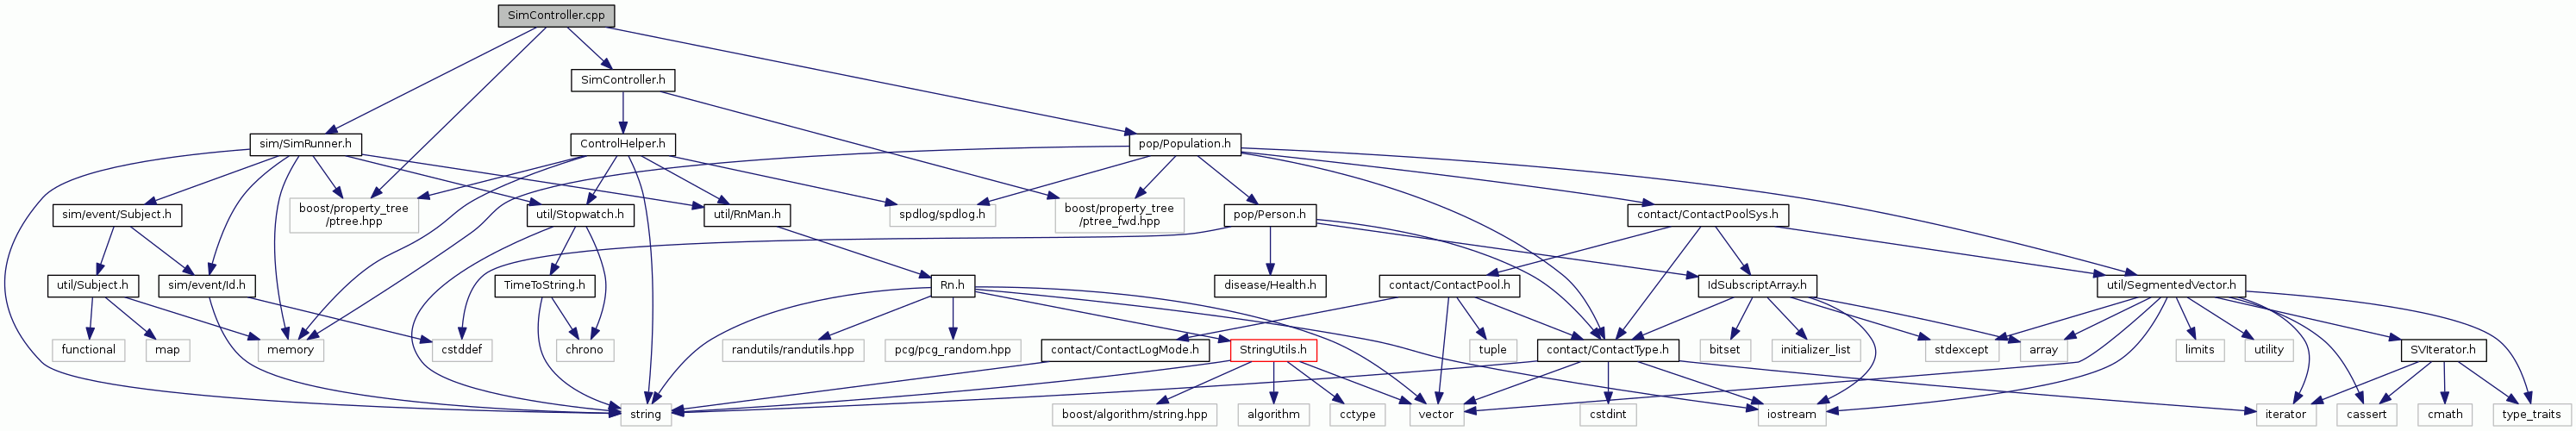 SimController.cpp
SimController.h
sim/SimRunner.h
ControlHelper.h
pop/Population.h
sim/event/Subject.h
boost/property_tree
/ptree.hpp
util/Stopwatch.h
util/RnMan.h
spdlog/spdlog.h
boost/property_tree
/ptree_fwd.hpp
pop/Person.h
contact/ContactPoolSys.h
util/Subject.h
sim/event/Id.h
TimeToString.h
Rn.h
disease/Health.h
contact/ContactPool.h
IdSubscriptArray.h
util/SegmentedVector.h
functional
map
memory
cstddef
chrono
randutils/randutils.hpp
pcg/pcg_random.hpp
contact/ContactLogMode.h
StringUtils.h
tuple
contact/ContactType.h
bitset
initializer_list
stdexcept
array
limits
utility
SVIterator.h
string
boost/algorithm/string.hpp
algorithm
cctype
vector
cstdint
iostream
iterator
cassert
cmath
type_traits